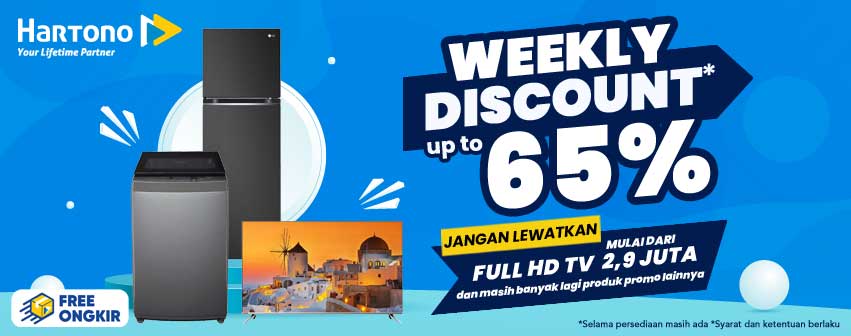 HARTONO
Your Lifetime Partner
WEEKLY
DISCOUNT*
up to 65%
JANGAN LEWATKAN
FULL HD TV MULAI DARI 2,9 JUTA
dan masih banyak lagi produk promo lainnya
FREE
ONGKIR
*Selama persediaan masih ada *Syarat dan ketentuan berlaku